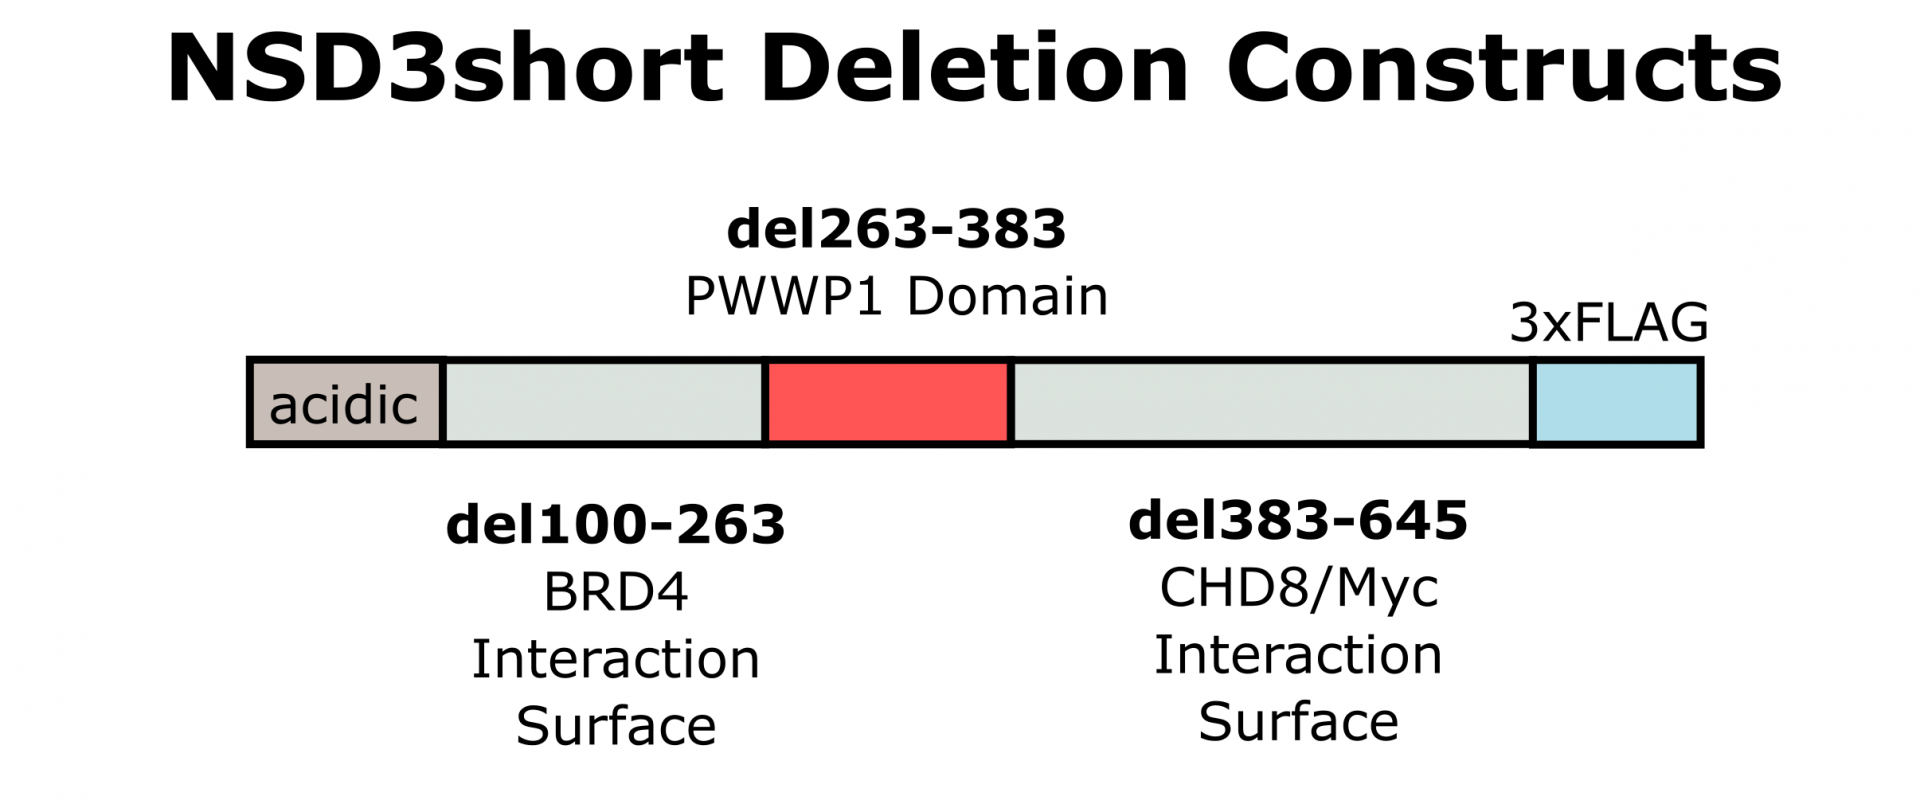 NSD3short Deletion Constructs
del263-383
PWWP1 Domain
3xFLAG
acidic
del100-263
BRD4
Interaction
Surface
del383-645
CHD8/Myc
Interaction
Surface